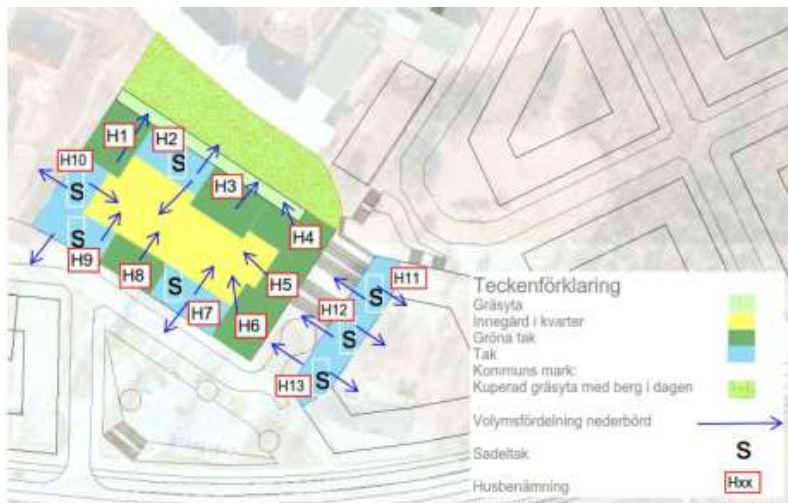 H1
H2
S
H10
S
H3
H4
S
H9
H8
H5
S
H7
H6
H11
S
H12
S
H13
S
Teckenförklaring
Gräsyta
Innegård i kvarter
Gröna tak
Tak
Kommuns mark:
Kuperad gräsyta med berg i dagen
Volymsfördelning nederbörd
Sadeltak S
Husbenämning Hxx